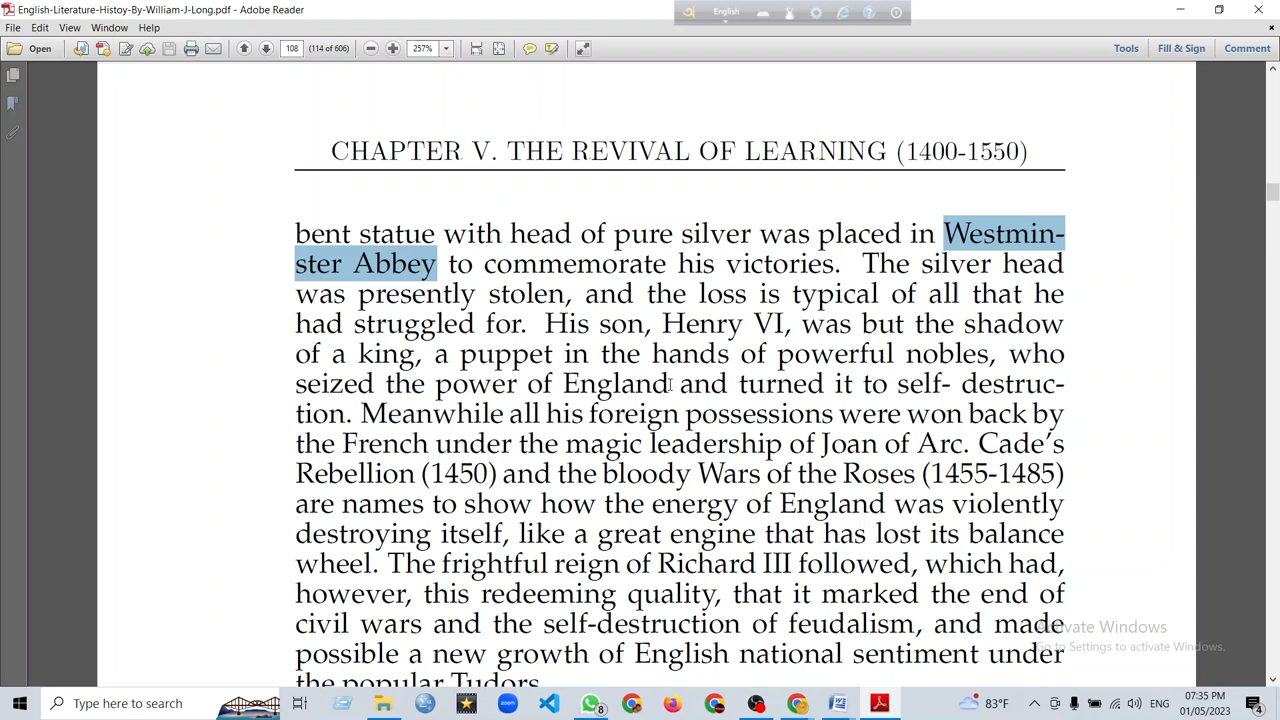 English-Literature-Histoy-By-William-J-Long.pdf - Adobe Reader
English
File Edit View Window Help
Open 108 (114 of 606) 257% Tools Fill & Sign Comment
CHAPTER V. THE REVIVAL OF LEARNING (1400-1550)
bent statue with head of pure silver was placed in Westmin-
ster Abbey to commemorate his victories. The silver head
was presently stolen, and the loss is typical of all that he
had struggled for. His son, Henry VI, was but the shadow
of a king, a puppet in the hands of powerful nobles, who
seized the power of England and turned it to self- destruc-
tion. Meanwhile all his foreign possessions were won back by
the French under the magic leadership of Joan of Arc. Cade's
Rebellion (1450) and the bloody Wars of the Roses (1455-1485)
are names to show how the energy of England was violently
destroying itself, like a great engine that has lost its balance
wheel. The frightful reign of Richard III followed, which had,
however, this redeeming quality, that it marked the end of
civil wars and the self-destruction of feudalism, and made
possible a new growth of English national sentiment under
the popular Tudors.
Activate Windows
Go to Settings to activate Windows.
Type here to search
zoom
8
83°F
ENG
07:35 PM
01/05/2023
4